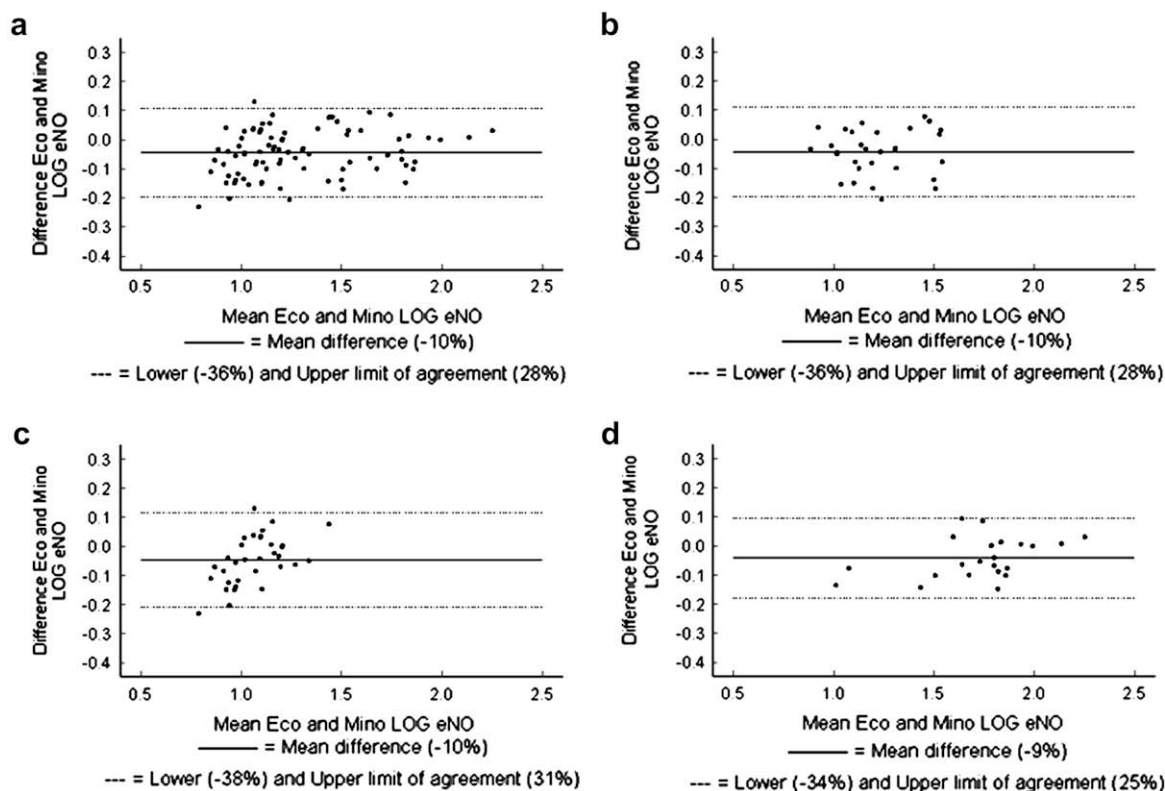 a
Difference Eco and Mino
LOG eNO
0.3
0.2
0.1
0.0
-0.1
-0.2
-0.3
-0.4
0.5 1.0 1.5 2.0 2.5
Mean Eco and Mino LOG eNO
= Mean difference (-10%)
--- = Lower (-36%) and Upper limit of agreement (28%)
b
Difference Eco and Mino
LOG eNO
0.3
0.2
0.1
0.0
-0.1
-0.2
-0.3
-0.4
0.5 1.0 1.5 2.0 2.5
Mean Eco and Mino LOG eNO
= Mean difference (-10%)
--- = Lower (-36%) and Upper limit of agreement (28%)
c
Difference Eco and Mino
LOG eNO
0.3
0.2
0.1
0.0
-0.1
-0.2
-0.3
-0.4
0.5 1.0 1.5 2.0 2.5
Mean Eco and Mino LOG eNO
= Mean difference (-10%)
--- = Lower (-38%) and Upper limit of agreement (31%)
d
Difference Eco and Mino
LOG eNO
0.3
0.2
0.1
0.0
-0.1
-0.2
-0.3
-0.4
0.5 1.0 1.5 2.0 2.5
Mean Eco and Mino LOG eNO
= Mean difference (-9%)
--- = Lower (-34%) and Upper limit of agreement (25%)